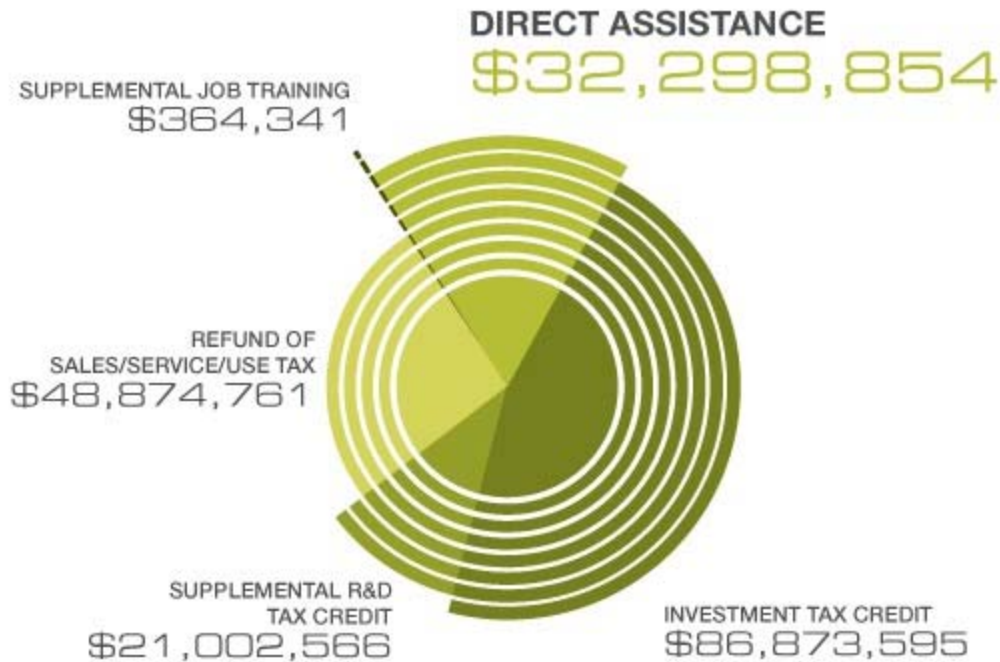 DIRECT ASSISTANCE
$32,298,854
SUPPLEMENTAL JOB TRAINING
$364,341
REFUND OF
SALES/SERVICE/USE TAX
$48,874,761
SUPPLEMENTAL R&D
TAX CREDIT
$21,002,566
INVESTMENT TAX CREDIT
$86,873,595